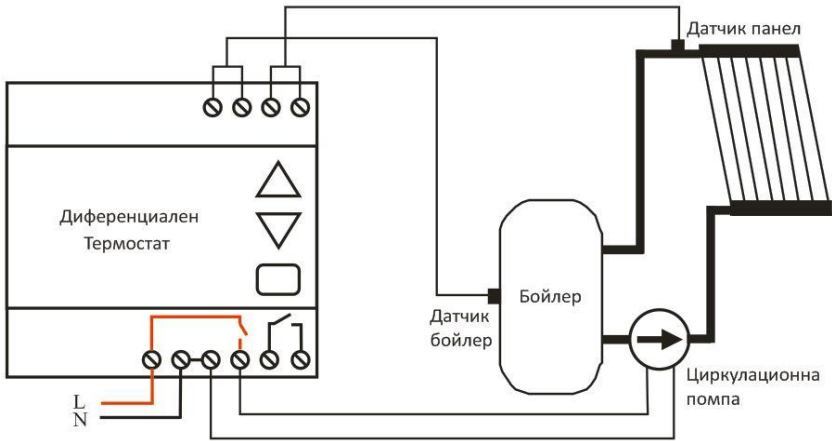 Датчик панел
Диференциален
Термостат
Бойлер
Датчик
бойлер
Циркулационна
помпа
L
N